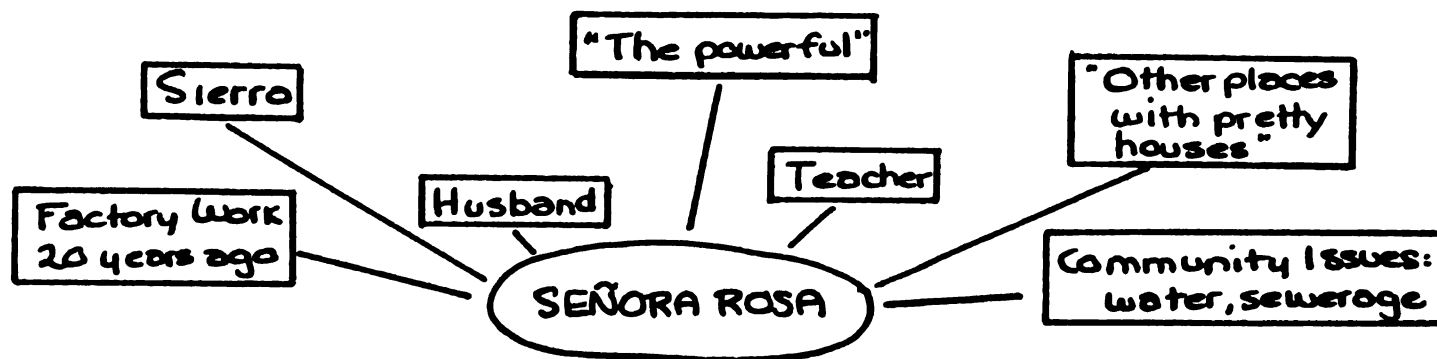 "The powerful"
Sierra
"Other places
with pretty
houses"
Teacher
Husband
Factory Work
20 years ago
Community Issues:
water, sewerage
SEÑORA ROSA